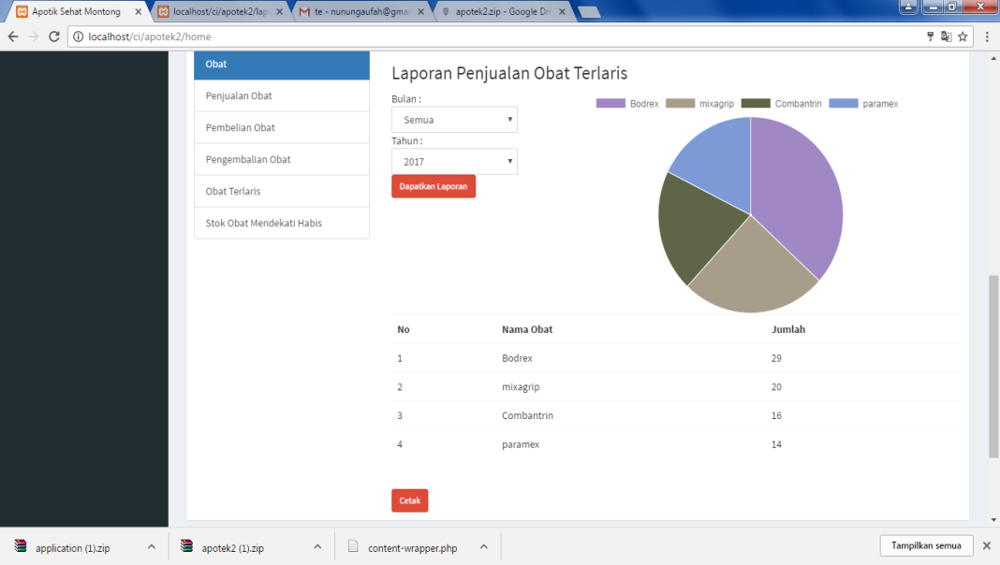 Apotik Sehat Montong
localhost/ci/apotek2/lap
te - nunungaufah@gmai
apotek2.zip - Google Dri
localhost/ci/apotek2/home
Obat
Penjualan Obat
Pembelian Obat
Pengembalian Obat
Obat Terlaris
Stok Obat Mendekati Habis
Laporan Penjualan Obat Terlaris
Bulan :
Semua
Tahun :
2017
Dapatkan Laporan
Bodrex mixagrip Combantrin paramex
No Nama Obat Jumlah
1 Bodrex 29
2 mixagrip 20
3 Combantrin 16
4 paramex 14
Cetak
application (1).zip
apotek2 (1).zip
content-wrapper.php
Tampilkan semua